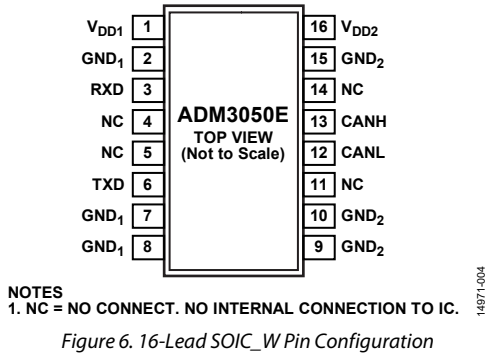 VDD1 1 16 VDD2
GND1 2 15 GND2
RXD 3 14 NC
NC 4 ADM3050E 13 CANH
TOP VIEW
NC 5 (Not to Scale) 12 CANL
TXD 6 11 NC
GND1 7 10 GND2
GND1 8 9 GND2
NOTES
1. NC = NO CONNECT. NO INTERNAL CONNECTION TO IC.
14971-004
Figure 6. 16-Lead SOIC_W Pin Configuration